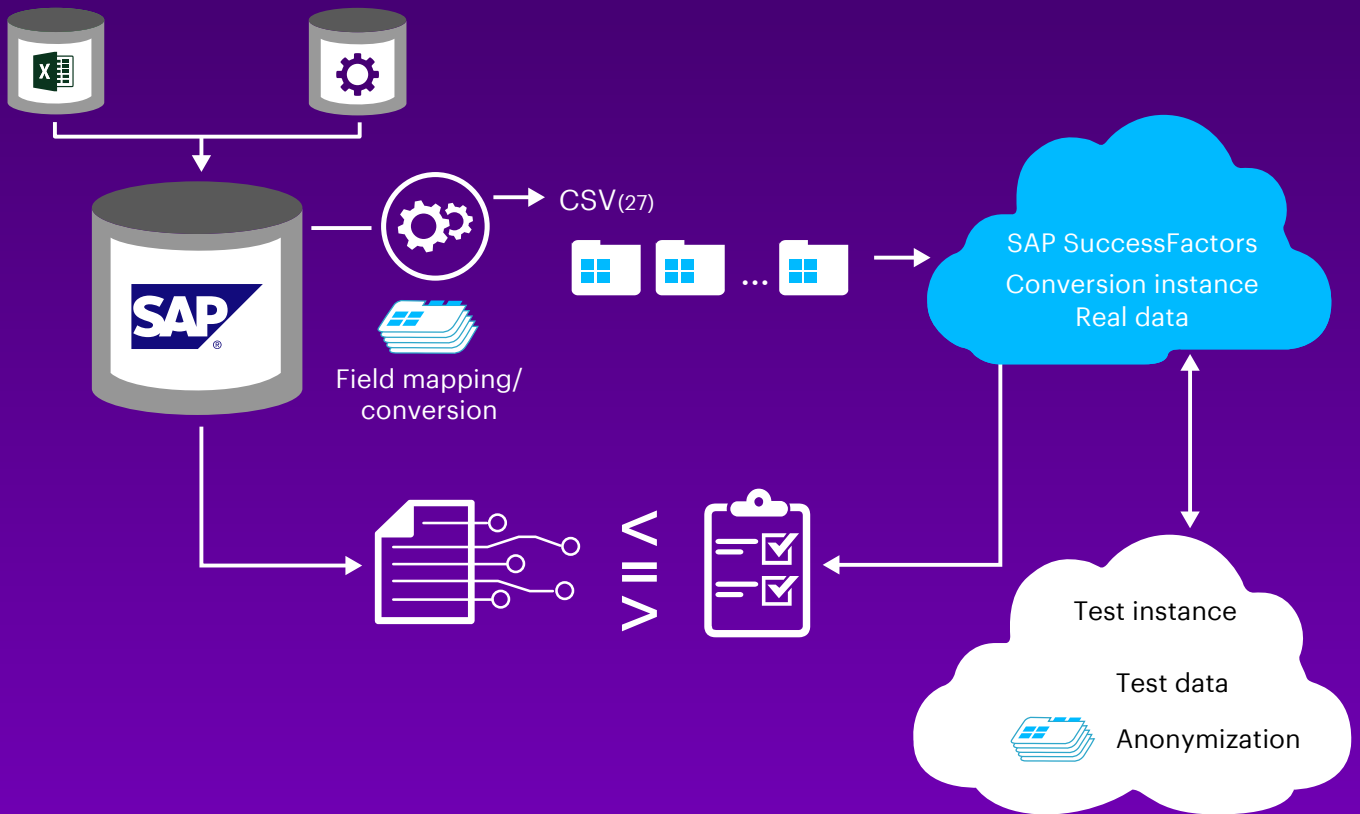 X
SAP
®
CSV(27)
...
Field mapping/
conversion
SAP SuccessFactors
Conversion instance
Real data
<
=
>
Test instance
Test data
Anonymization